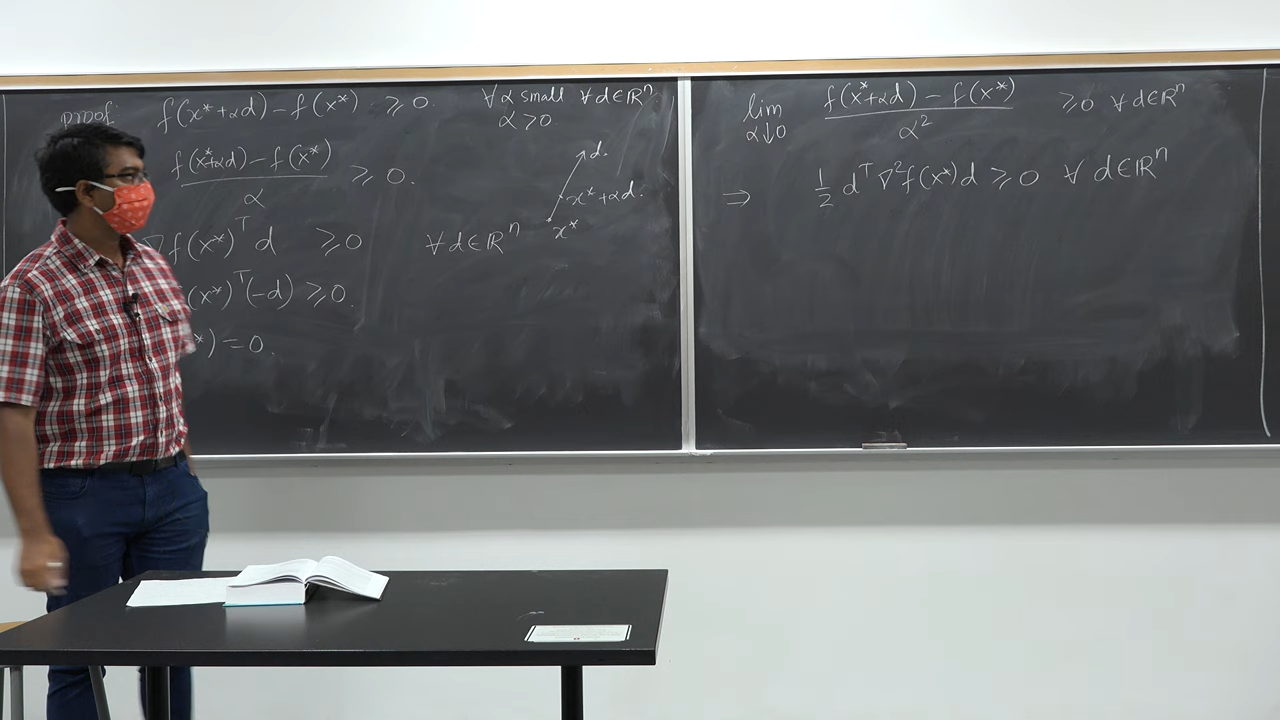 proof f(x*+αd) − f(x*) ≥ 0. ∀ α small ∀ d∈ℝⁿ
α > 0
f(x*+αd) − f(x*)
α
≥ 0.
d.
x*+αd.
x*
∇f(x*)ᵀ d ≥ 0 ∀ d∈ℝⁿ
(x*)ᵀ(−d) ≥ 0.
*) = 0.
lim
α↓0
f(x*+αd) − f(x*)
α²
≥ 0 ∀ d∈ℝⁿ
⇒ ½ dᵀ ∇²f(x*) d ≥ 0 ∀ d∈ℝⁿ